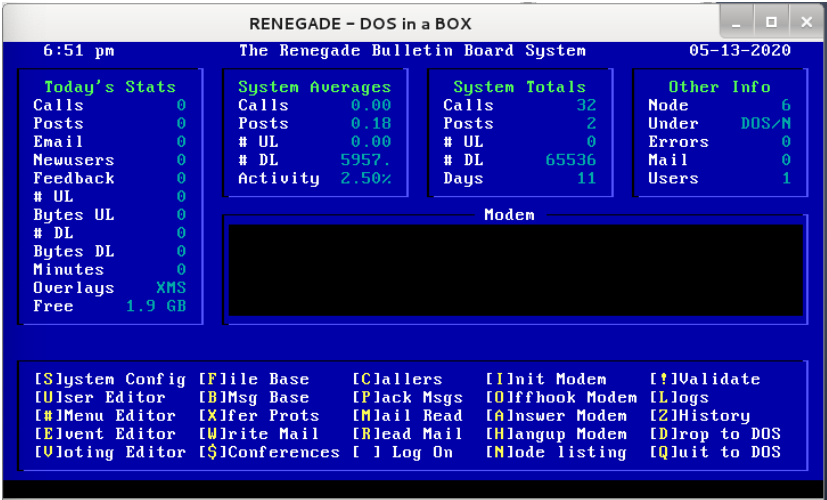 RENEGADE - DOS in a BOX
6:51 pm The Renegade Bulletin Board System 05-13-2020
Today's Stats
Calls 0
Posts 0
Email 0
Newusers 0
Feedback 0
# UL 0
Bytes UL 0
# DL 0
Bytes DL 0
Minutes 0
Overlays XMS
Free 1.9 GB
System Averages
Calls 0.00
Posts 0.18
# UL 0.00
# DL 5957.
Activity 2.50%
System Totals
Calls 32
Posts 2
# UL 0
# DL 65536
Days 11
Other Info
Node 6
Under DOS/N
Errors 0
Mail 0
Users 1
Modem
[S]ystem Config [F]ile Base [C]allers [I]nit Modem [!]Validate
[U]ser Editor [B]Msg Base [P]ack Msgs [O]ffhook Modem [L]ogs
[#]Menu Editor [X]fer Prots [M]ail Read [A]nswer Modem [Z]History
[E]vent Editor [W]rite Mail [R]ead Mail [H]angup Modem [D]rop to DOS
[V]oting Editor [$]Conferences [ ] Log On [N]ode listing [Q]uit to DOS